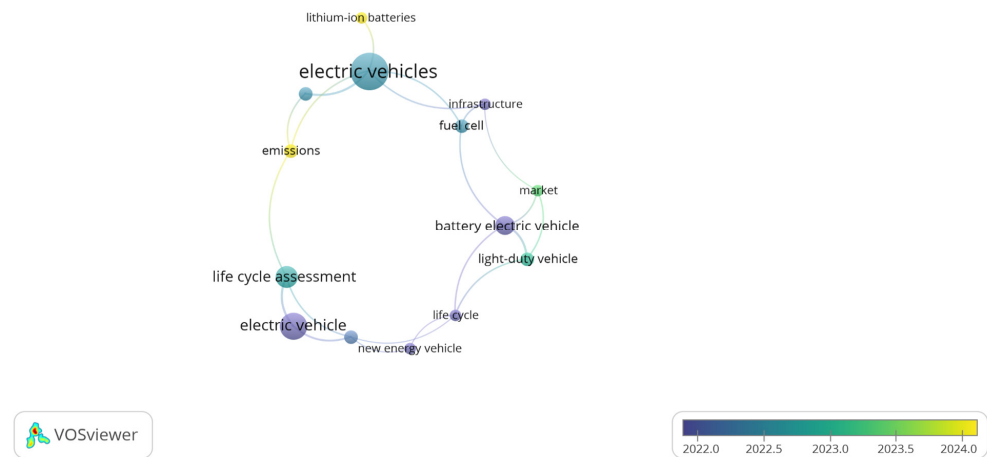 lithium-ion batteries
electric vehicles
infrastructure
fuel cell
emissions
market
battery electric vehicle
light-duty vehicle
life cycle assessment
life cycle
electric vehicle
new energy vehicle
VOSviewer
2022.0 2022.5 2023.0 2023.5 2024.0